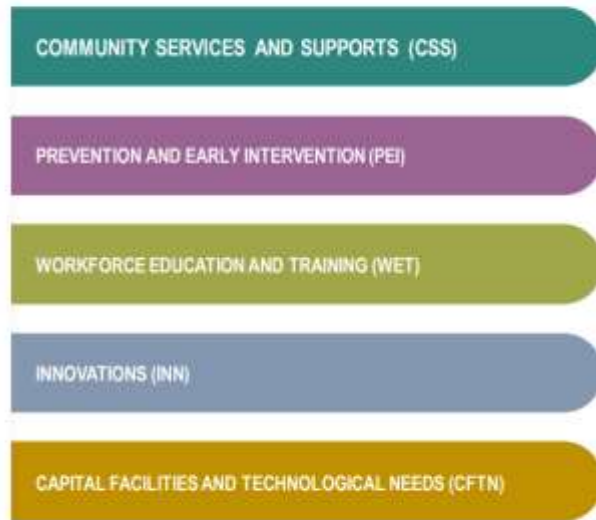 COMMUNITY SERVICES AND SUPPORTS (CSS)
PREVENTION AND EARLY INTERVENTION (PEI)
WORKFORCE EDUCATION AND TRAINING (WET)
INNOVATIONS (INN)
CAPITAL FACILITIES AND TECHNOLOGICAL NEEDS (CFTN)